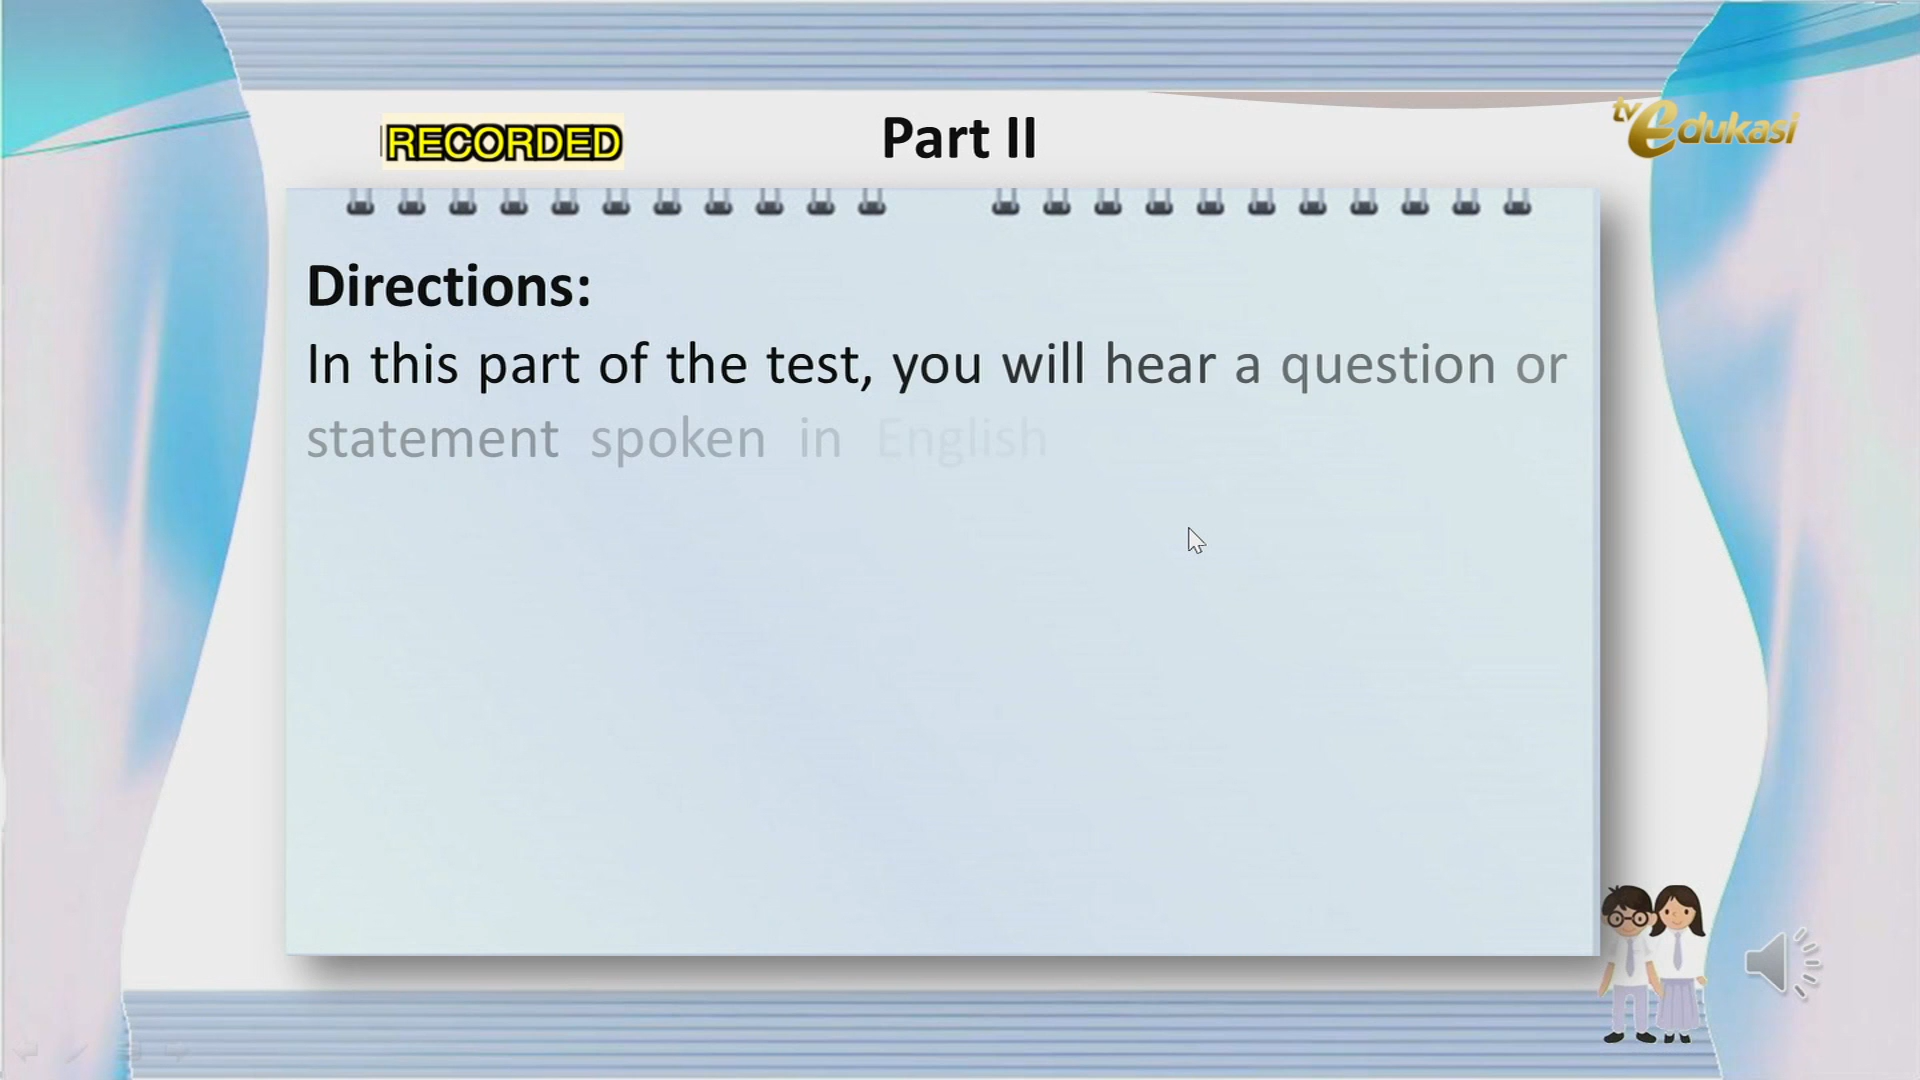 RECORDED
Part II
tv Edukasi
Directions:
In this part of the test, you will hear a question or
statement spoken in English